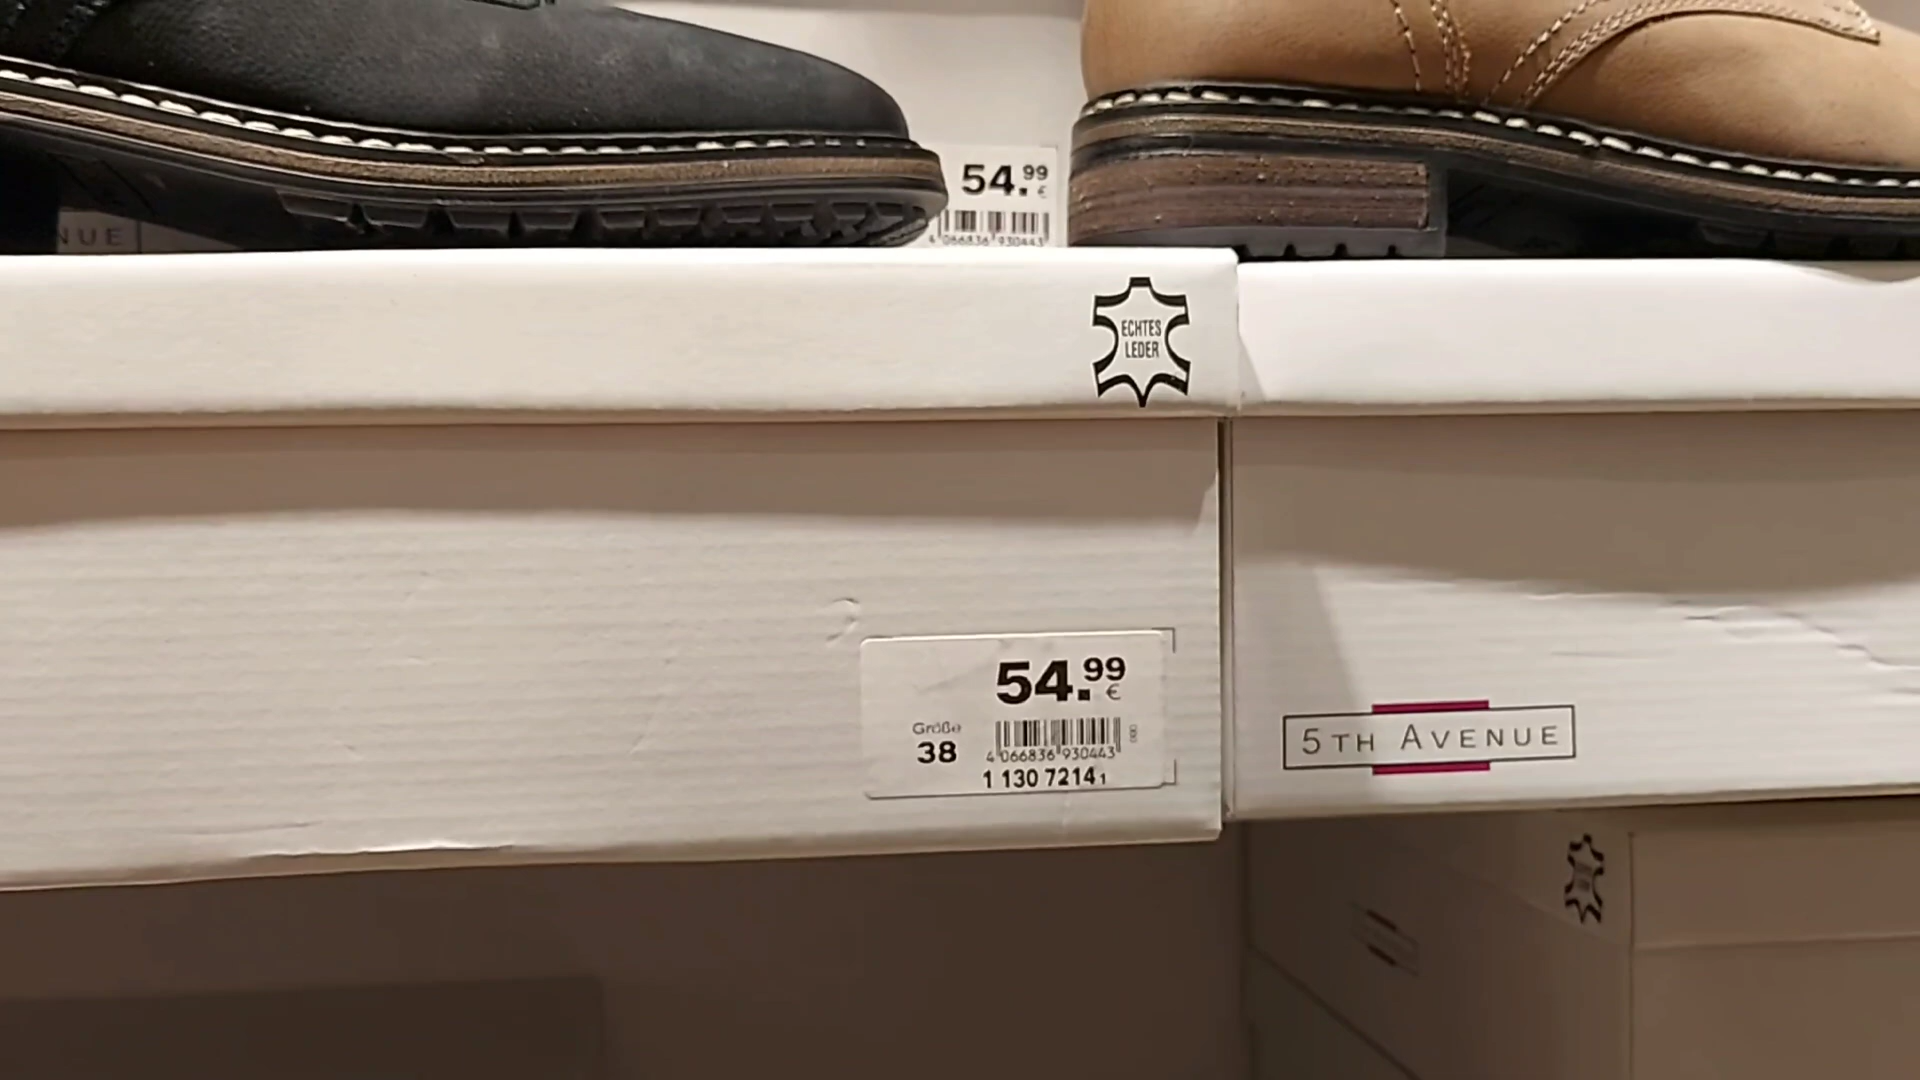 54.99
€
4 066836 930443
NUE
ECHTES
LEDER
54.99
€
Größe
38
4 066836 930443
1 130 7214 1
5TH AVENUE